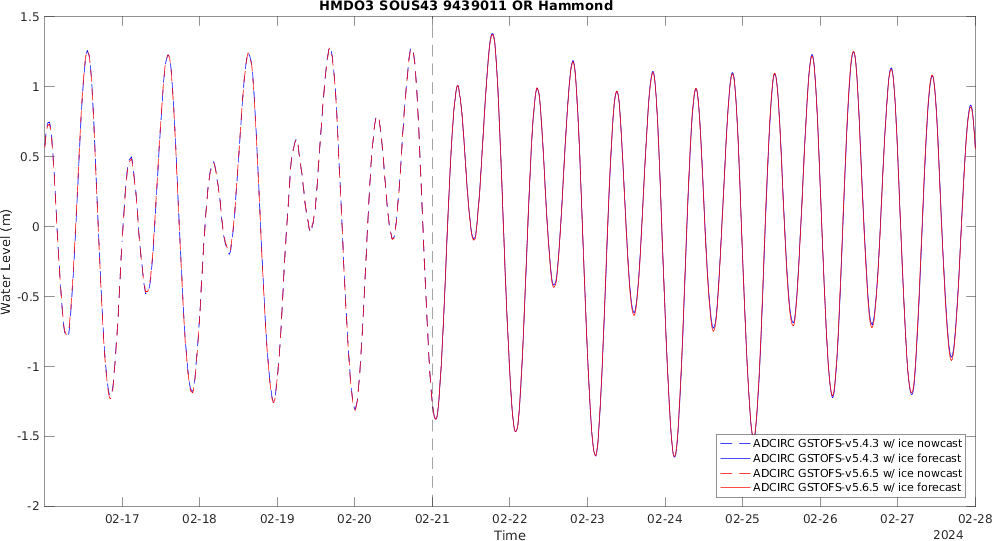 HMDO3 SOUS43 9439011 OR Hammond
1.5
1
0.5
0
-0.5
-1
-1.5
-2
Water Level (m)
02-17 02-18 02-19 02-20 02-21 02-22 02-23 02-24 02-25 02-26 02-27 02-28
Time
2024
ADCIRC GSTOFS-v5.4.3 w/ ice nowcast
ADCIRC GSTOFS-v5.4.3 w/ ice forecast
ADCIRC GSTOFS-v5.6.5 w/ ice nowcast
ADCIRC GSTOFS-v5.6.5 w/ ice forecast